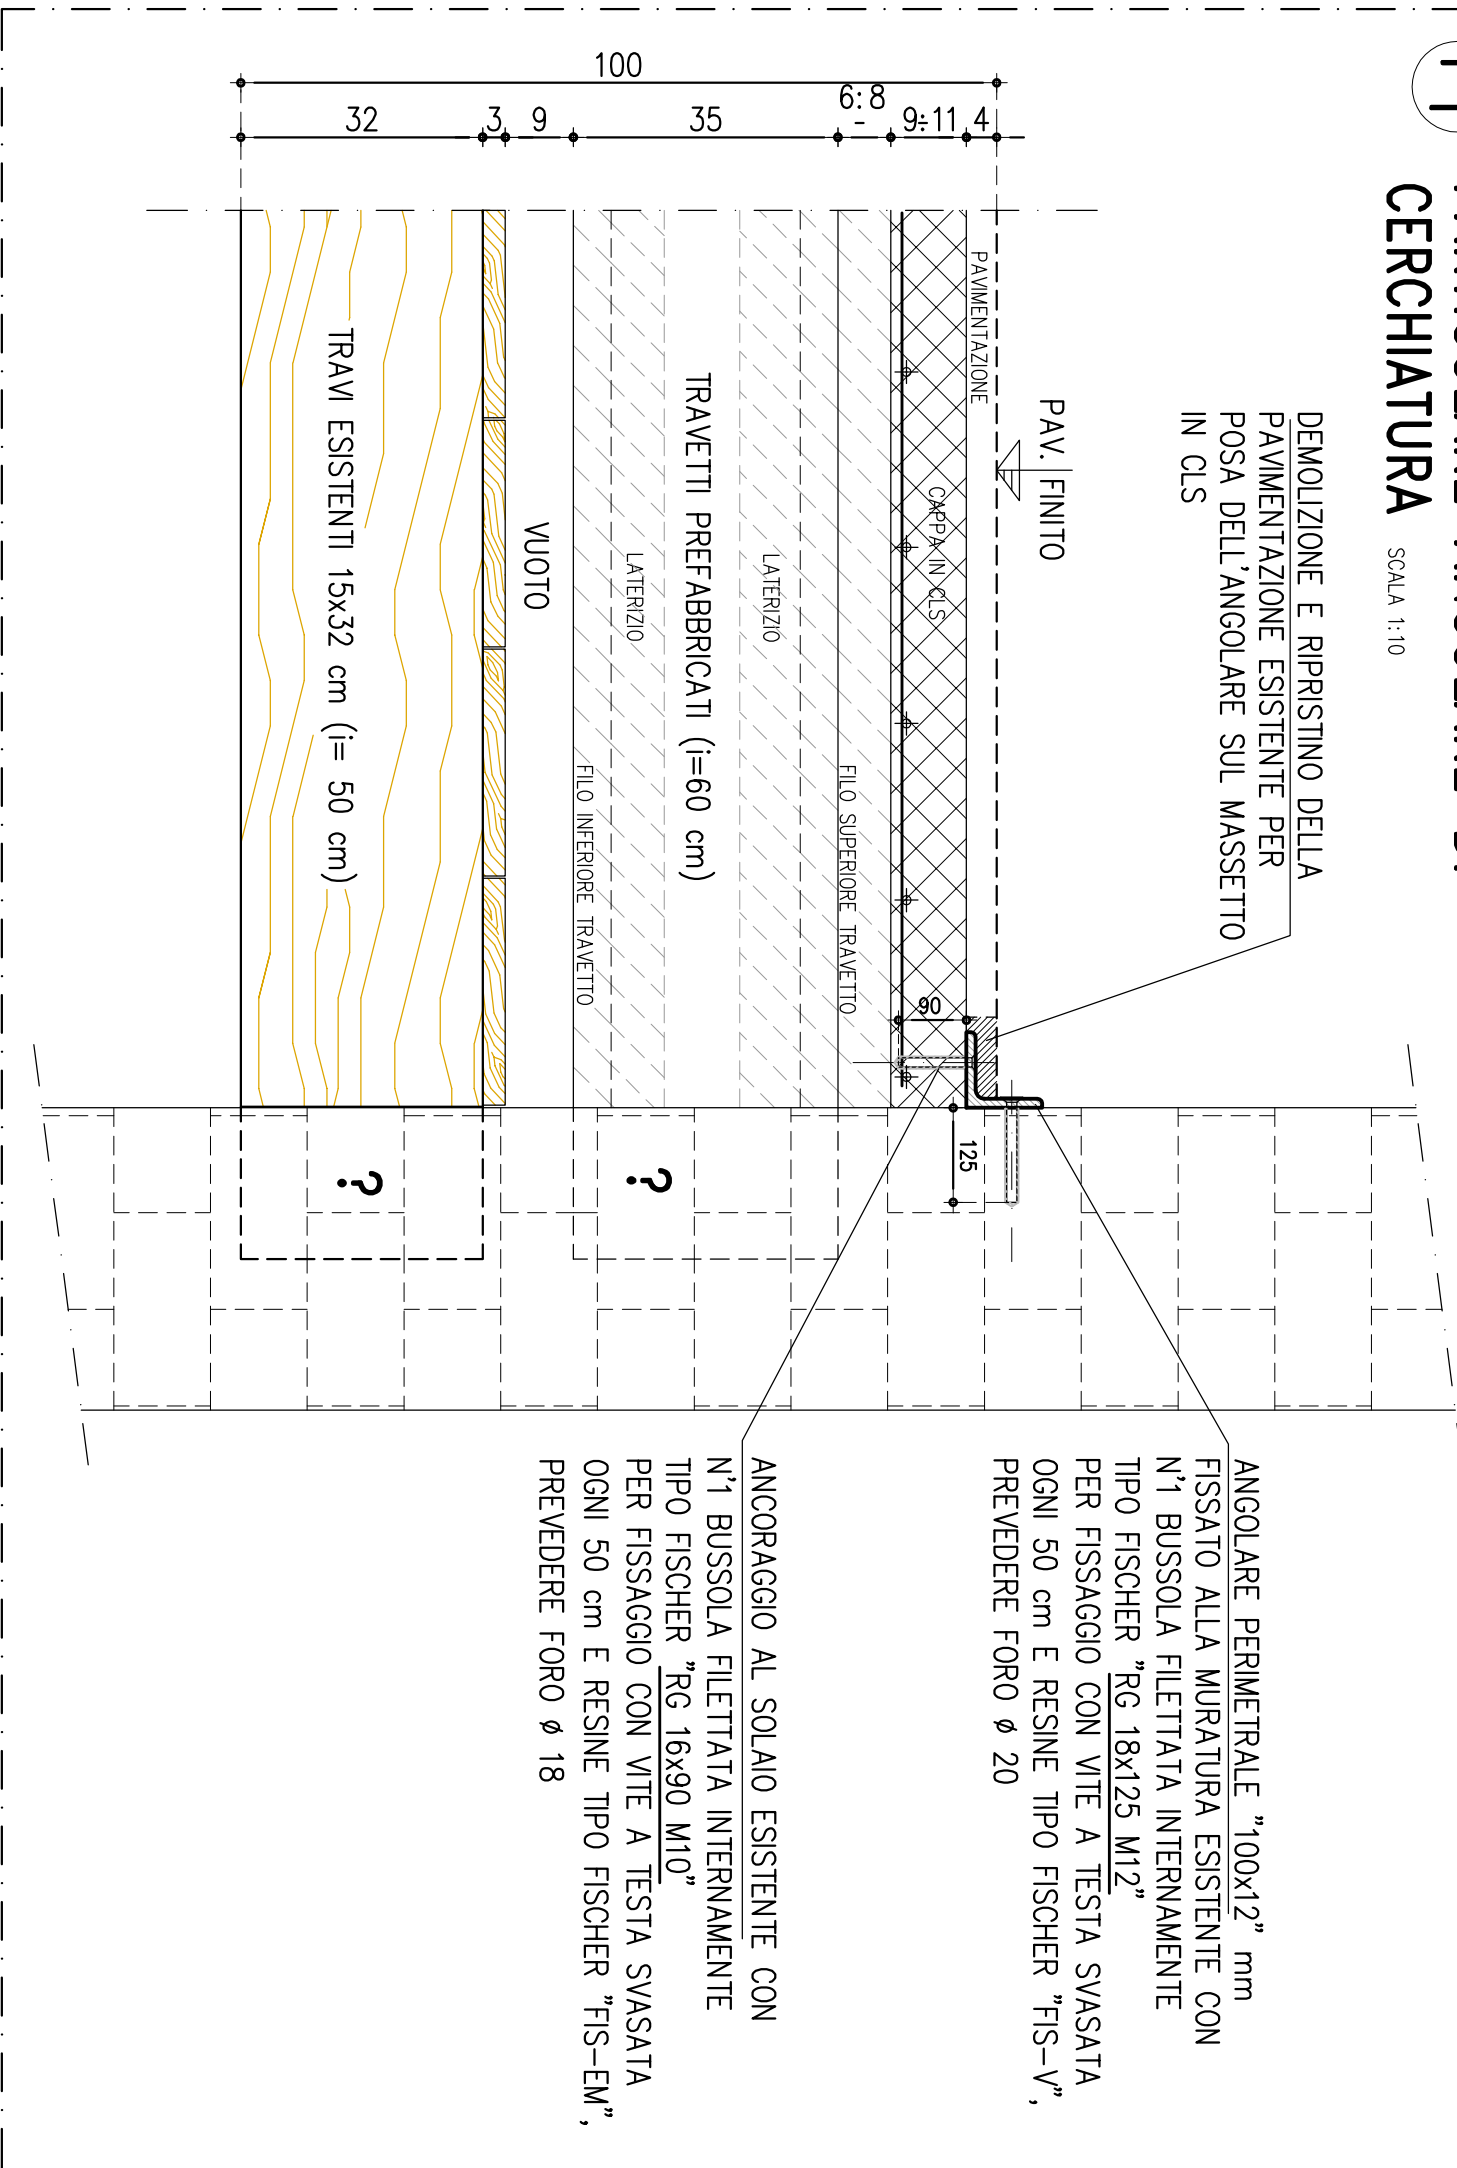 CERCHIATURA
SCALA 1:10
DEMOLIZIONE E RIPRISTINO DELLA
PAVIMENTAZIONE ESISTENTE PER
POSA DELL'ANGOLARE SUL MASSETTO
IN CLS
PAV. FINITO
PAVIMENTAZIONE
CAPPA IN CLS
FILO SUPERIORE TRAVETTO
LATERIZIO
TRAVETTI PREFABBRICATI (i=60 cm)
LATERIZIO
FILO INFERIORE TRAVETTO
VUOTO
TRAVI ESISTENTI 15x32 cm (i= 50 cm)
100
4
9÷11
6:8
-
35
9
3
32
90
125
?
?
ANGOLARE PERIMETRALE "100x12" mm
FISSATO ALLA MURATURA ESISTENTE CON
N°1 BUSSOLA FILETTATA INTERNAMENTE
TIPO FISCHER "RG 18x125 M12"
PER FISSAGGIO CON VITE A TESTA SVASATA
OGNI 50 cm E RESINE TIPO FISCHER "FIS-V",
PREVEDERE FORO ø 20
ANCORAGGIO AL SOLAIO ESISTENTE CON
N°1 BUSSOLA FILETTATA INTERNAMENTE
TIPO FISCHER "RG 16x90 M10"
PER FISSAGGIO CON VITE A TESTA SVASATA
OGNI 50 cm E RESINE TIPO FISCHER "FIS-EM",
PREVEDERE FORO ø 18